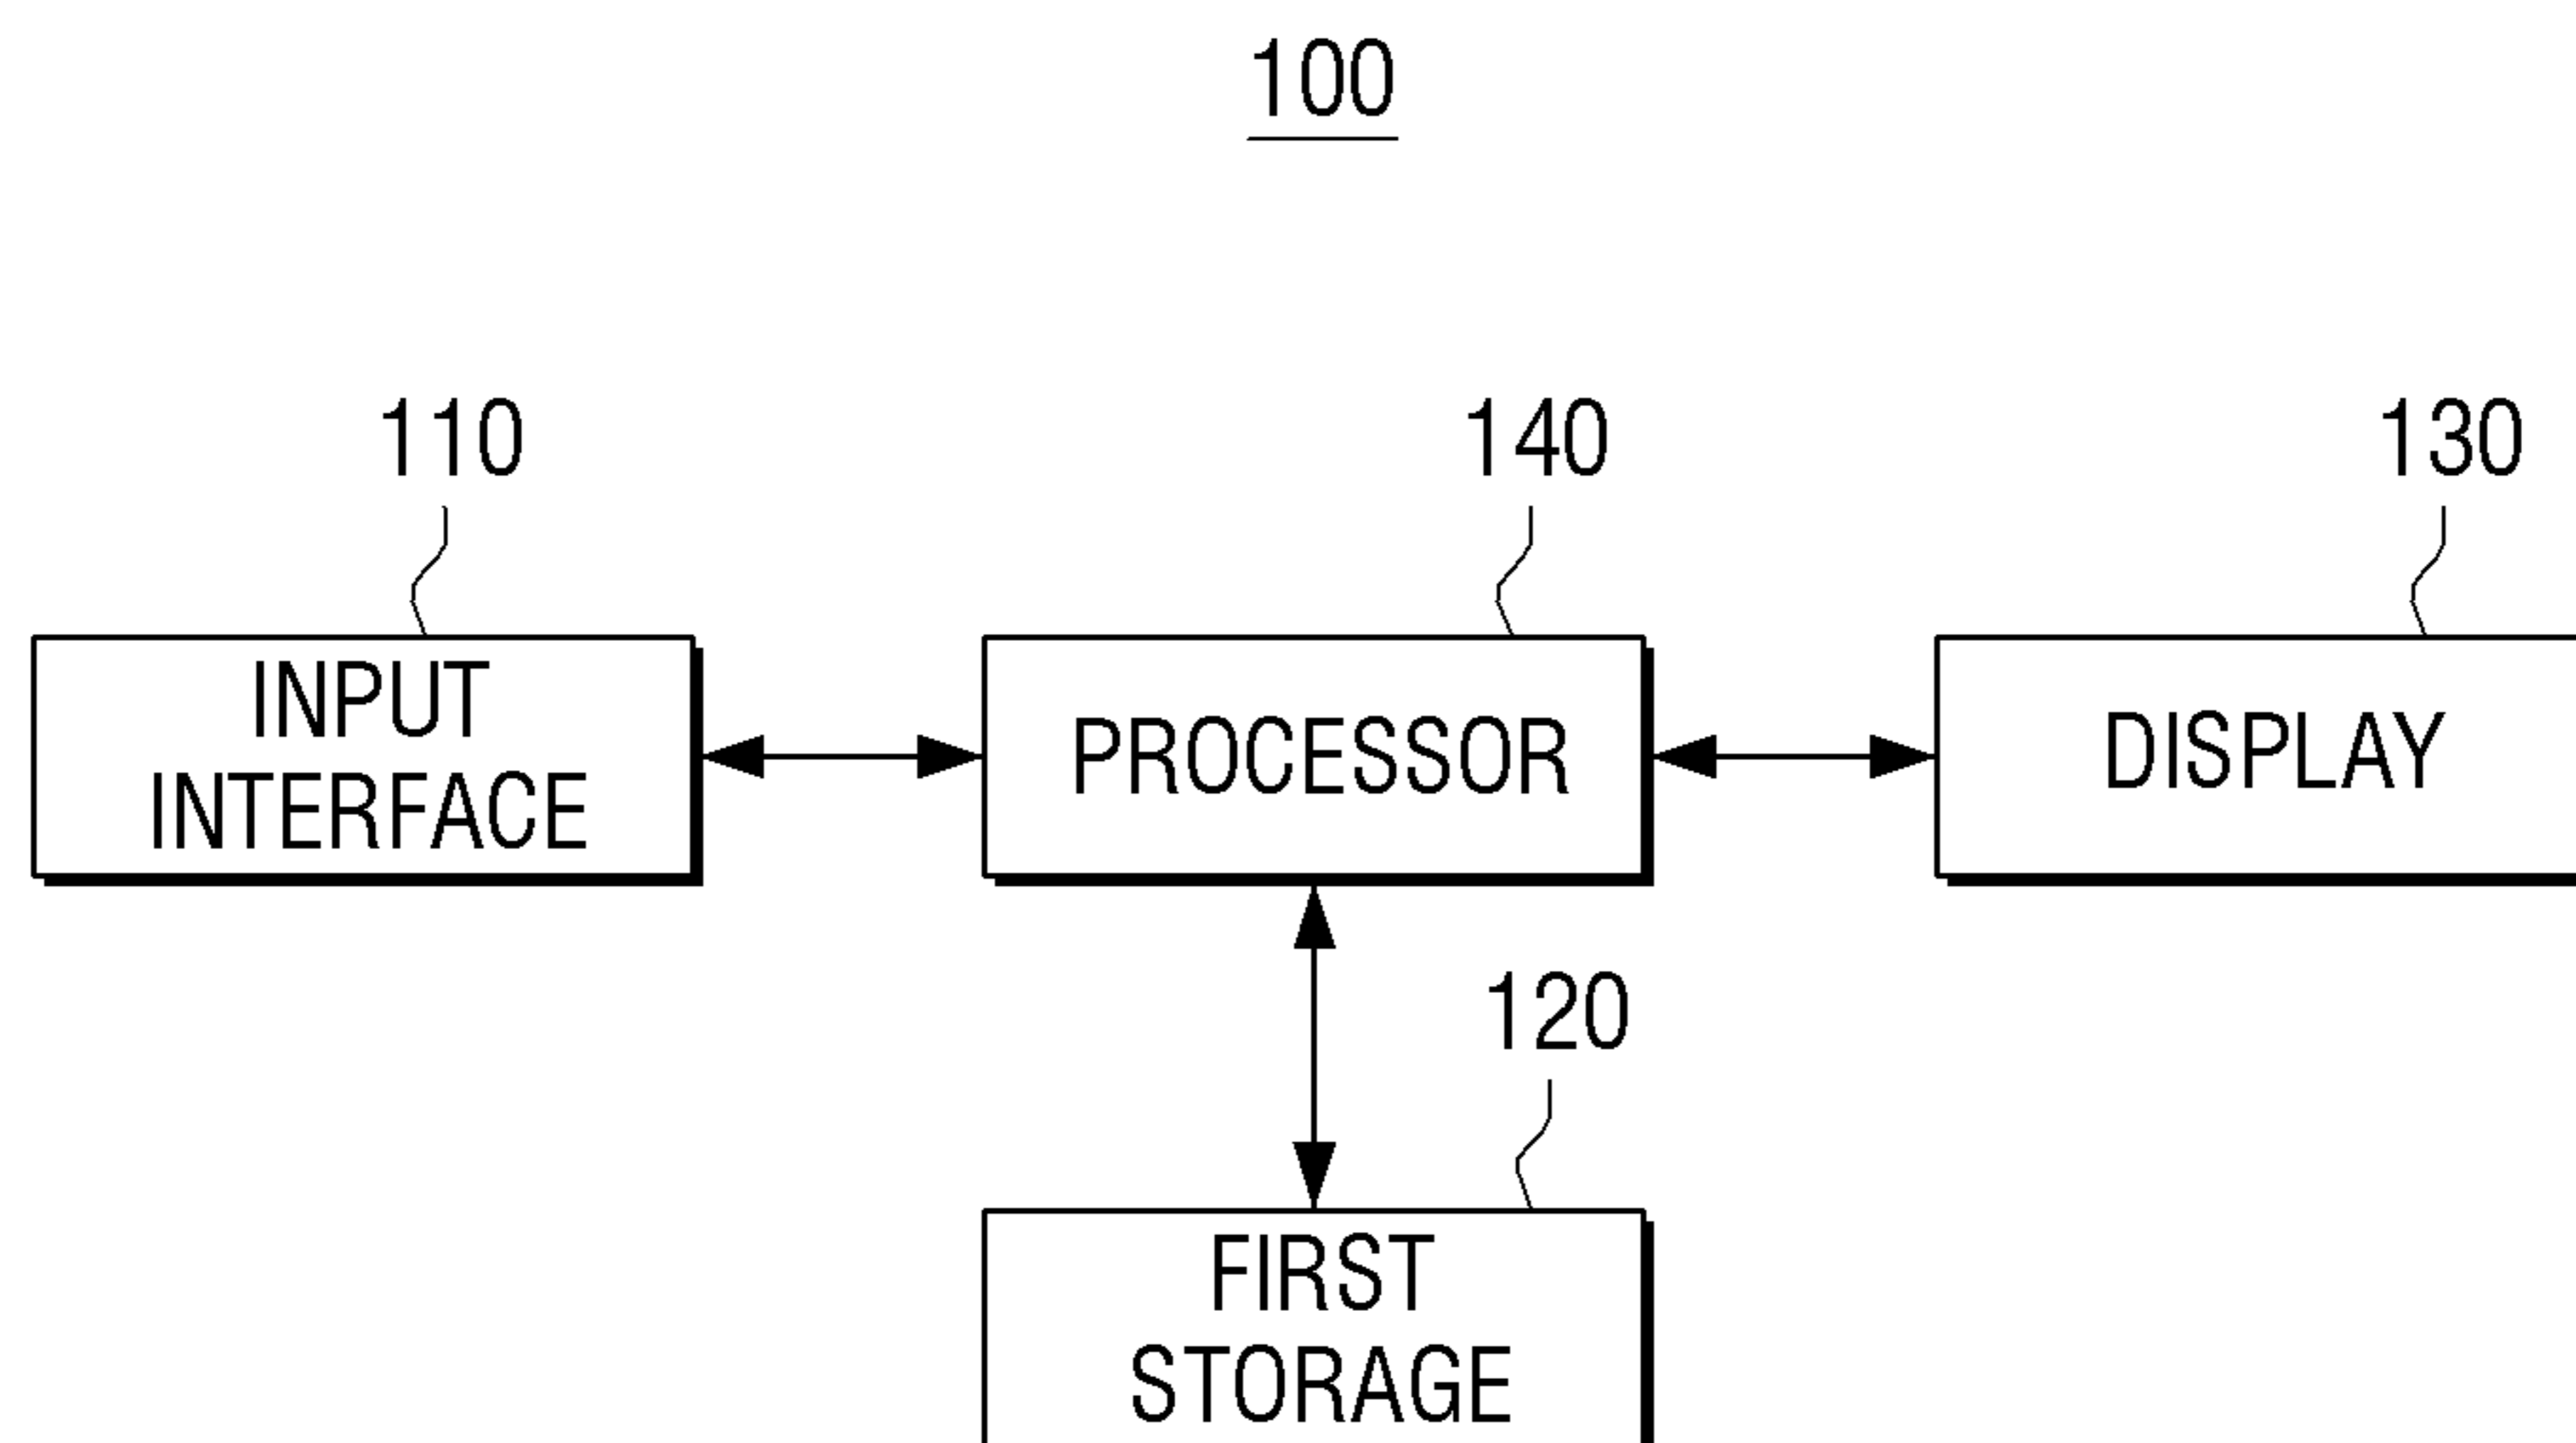 100
110
140
130
INPUT
INTERFACE
PROCESSOR
DISPLAY
120
FIRST
STORAGE